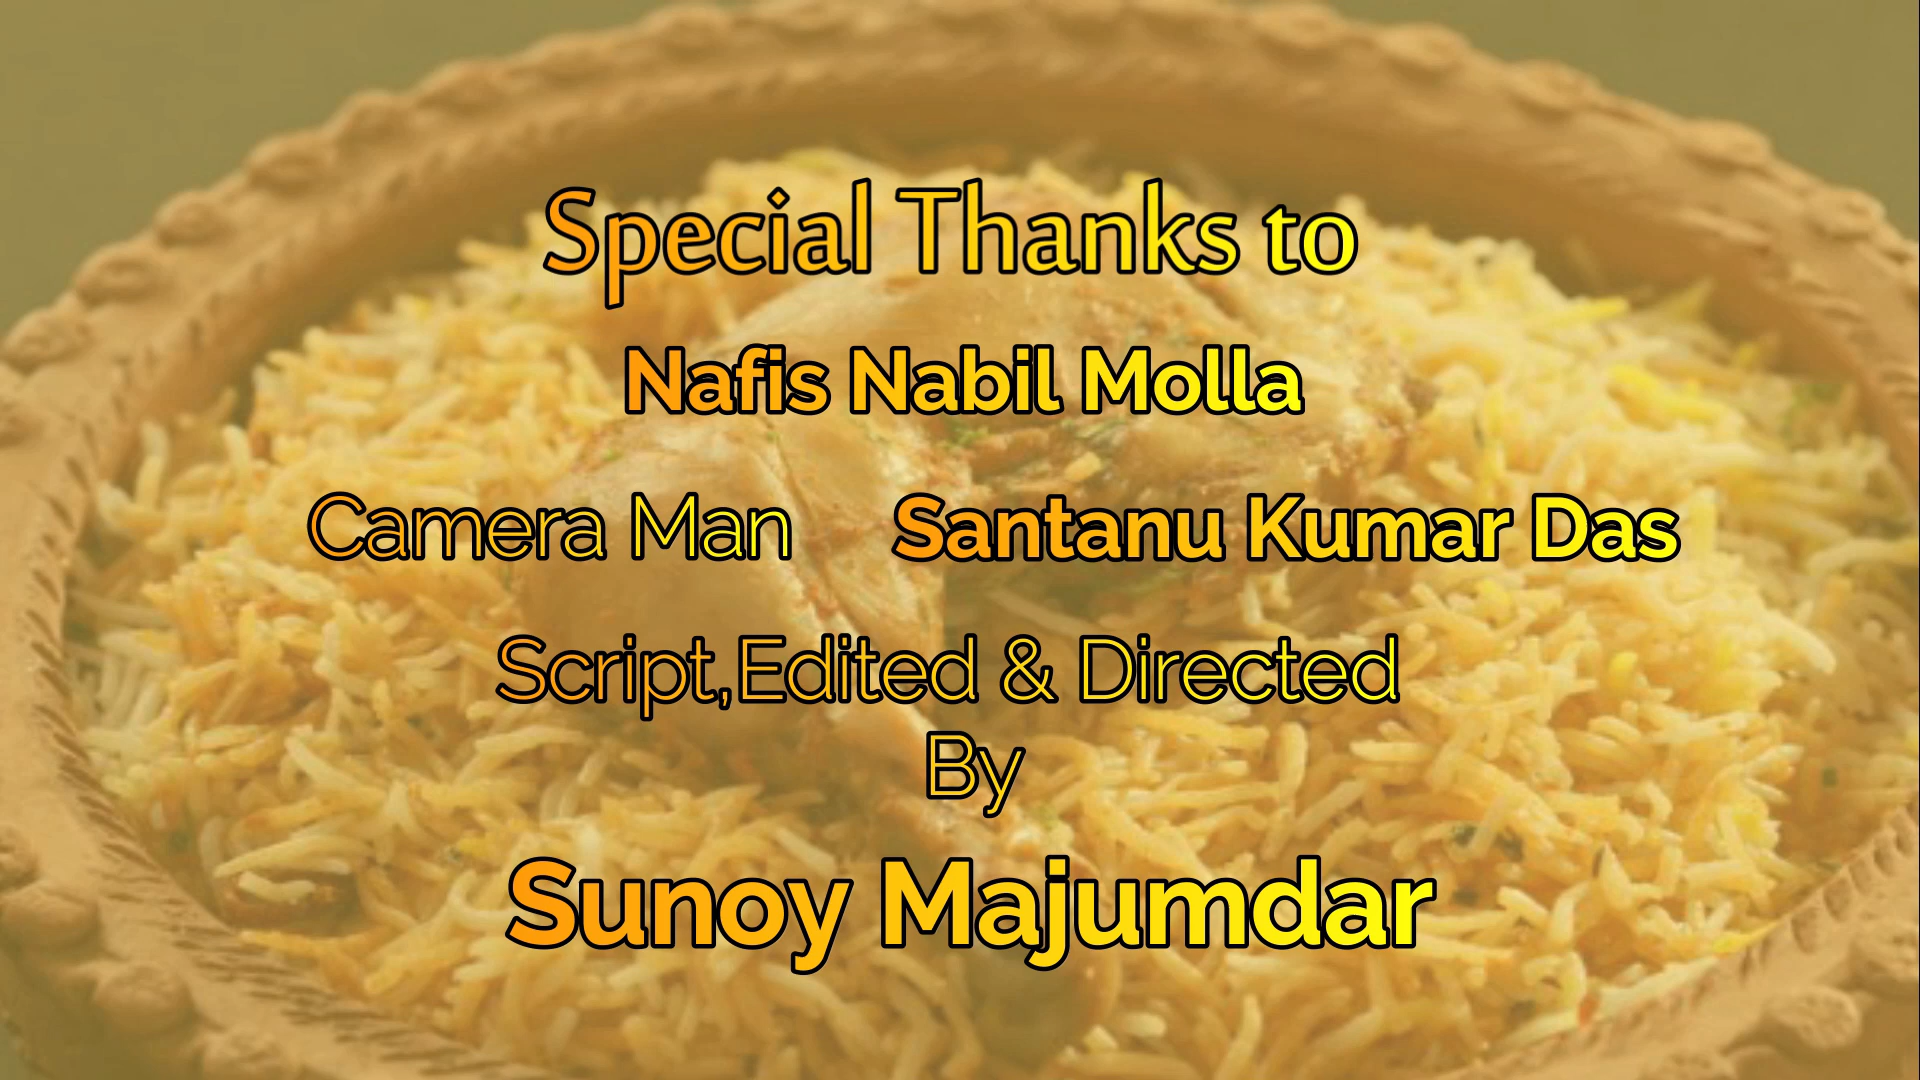 Special Thanks to
Nafis Nabil Molla
Camera Man Santanu Kumar Das
Script,Edited & Directed
By
Sunoy Majumdar